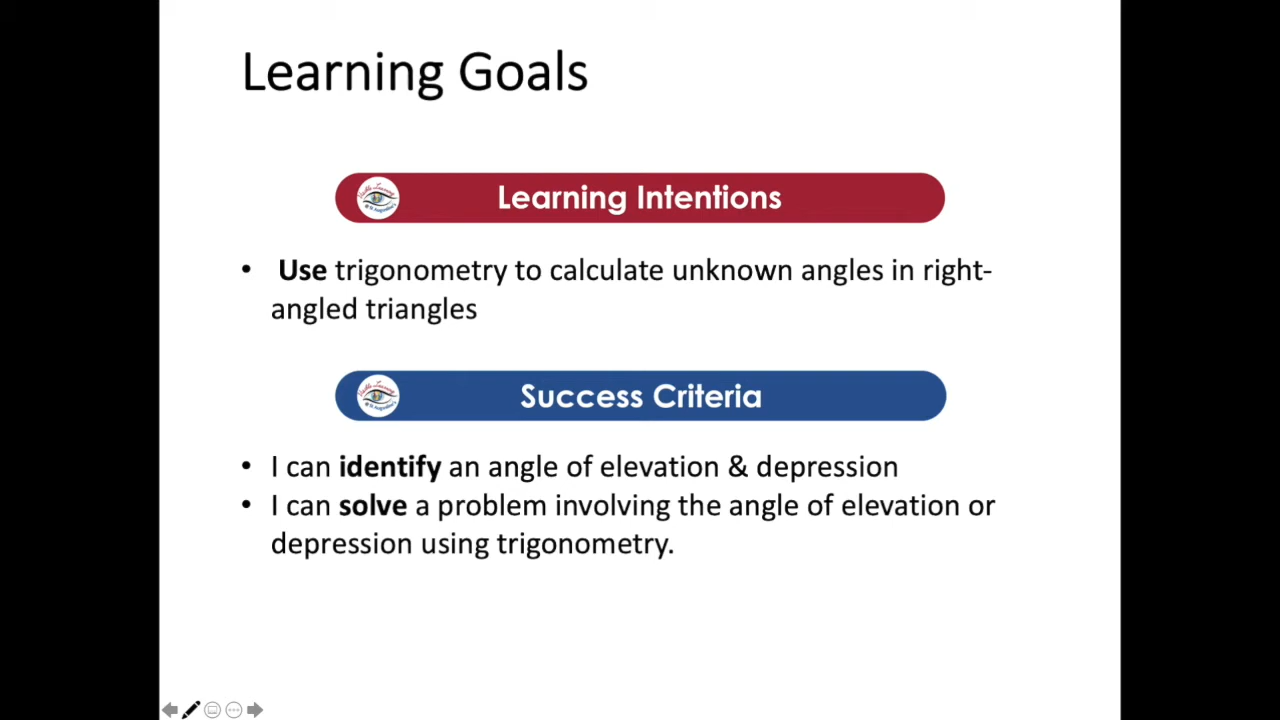 Learning Goals
Learning Intentions
• Use trigonometry to calculate unknown angles in right-
angled triangles
Success Criteria
• I can identify an angle of elevation & depression
• I can solve a problem involving the angle of elevation or
depression using trigonometry.